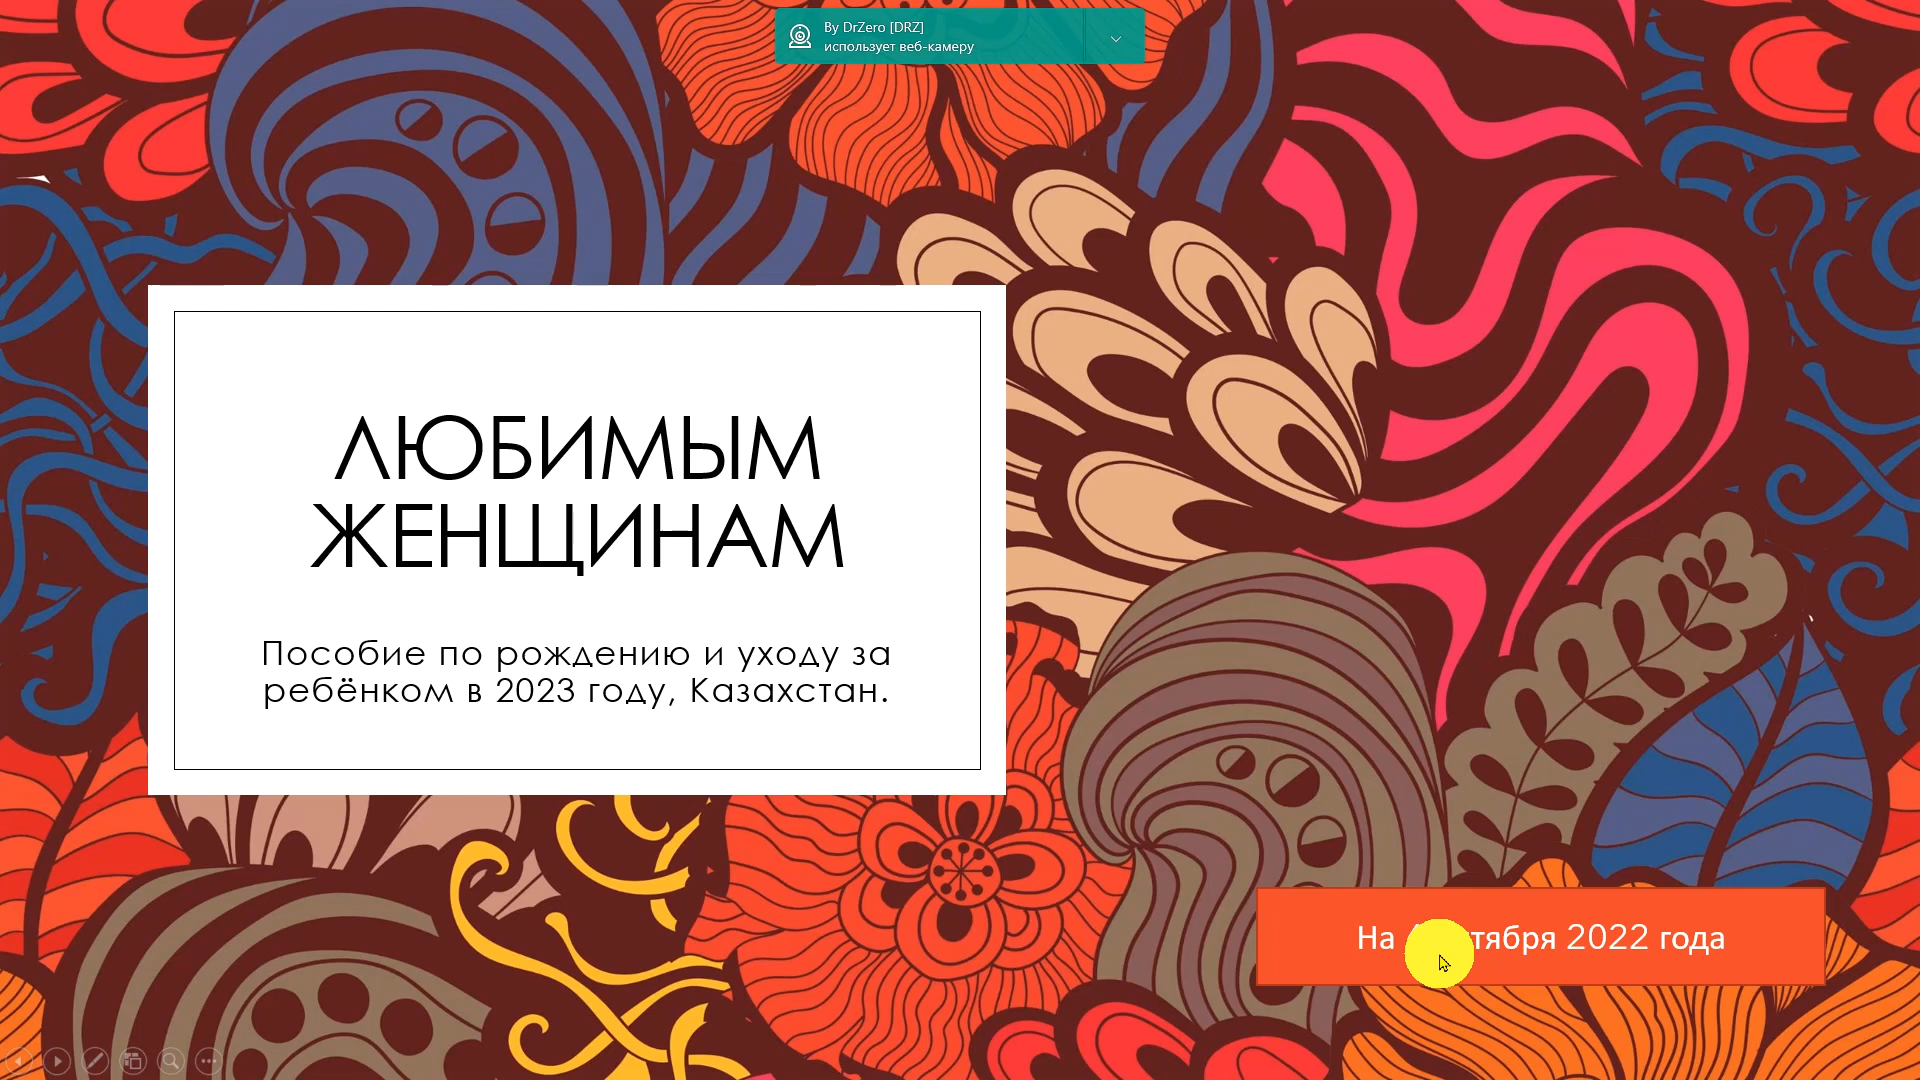 By DrZero [DRZ]
использует веб-камеру
ЛЮБИМЫМ
ЖЕНЩИНАМ
Пособие по рождению и уходу за
ребёнком в 2023 году, Казахстан.
На 2022 года